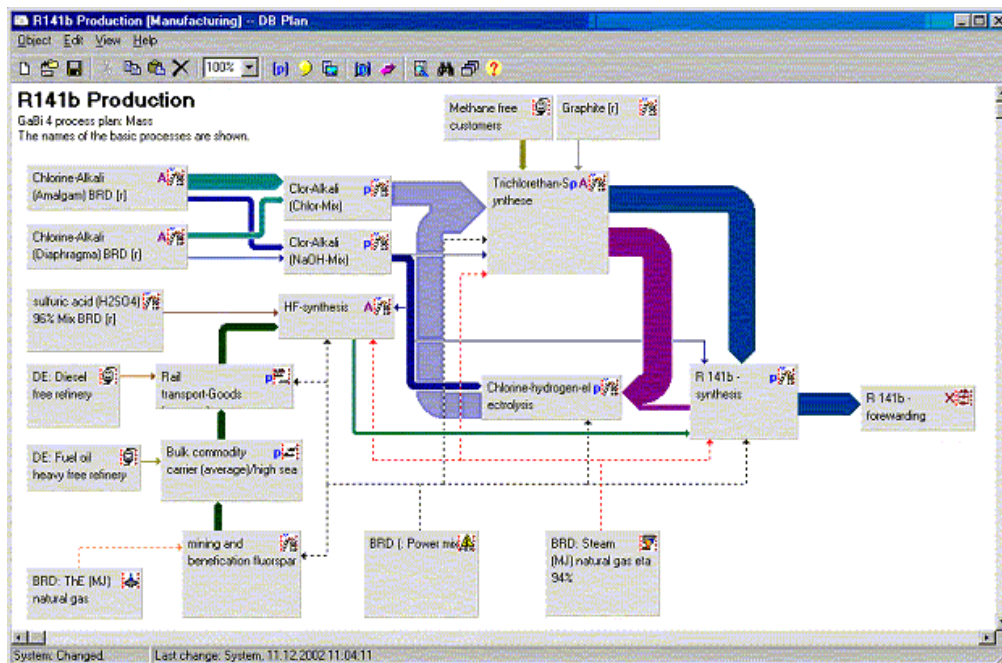 R141b Production [Manufacturing] -- DB Plan
Object Edit View Help
100%
R141b Production
GaBi 4 process plan: Mass
The names of the basic processes are shown.
Methane free
customers
Graphite [r]
Chlorine-Alkali
(Amalgam) BRD [r]
Clor-Alkali
(Chlor-Mix)
Trichlorethan-S
ynthese
Chlorine-Alkali
(Diaphragma) BRD [r]
Clor-Alkali
(NaOH-Mix)
sulfuric acid (H2SO4)
96% Mix BRD [r]
HF-synthesis
DE: Diesel
free refinery
Rail
transport-Goods
Chlorine-hydrogen-el
ectrolysis
R 141b -
synthesis
R 141b -
forewarding
DE: Fuel oil
heavy free refinery
Bulk commodity
carrier (average)/high sea
mining and
benefication fluorspar
BRD [: Power mix
BRD: Steam
(MJ) natural gas eta
94%
BRD: ThE (MJ)
natural gas
System: Changed. Last change: System, 11.12.2002 11:04:11